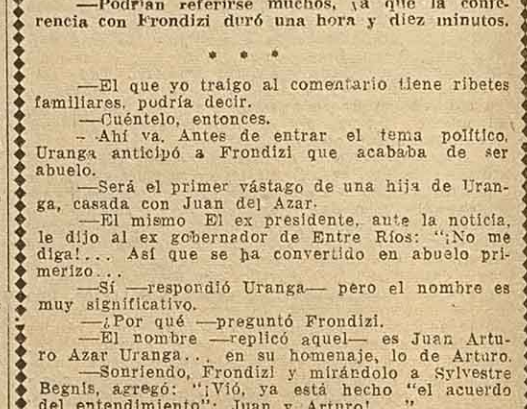 —Podrían referirse muchos, ya que la confe-
rencia con Frondizi duró una hora y diez minutos.
* * *
—El que yo traigo al comentario tiene ribetes
familiares, podría decir.
—Cuéntelo, entonces.
— Ahí va. Antes de entrar el tema político,
Uranga anticipó a Frondizi que acababa de ser
abuelo.
—Será el primer vástago de una hija de Uran-
ga, casada con Juan del Azar.
—El mismo El ex presidente, ante la noticia,
le dijo al ex gobernador de Entre Ríos: "¡No me
diga!... Así que se ha convertido en abuelo pri-
merizo...
—Sí —respondió Uranga— pero el nombre es
muy significativo.
—¿Por qué —preguntó Frondizi.
—El nombre —replicó aquel— es Juan Artu-
ro Azar Uranga... en su homenaje, lo de Arturo.
—Sonriendo, Frondizi y mirándolo a Sylvestre
Begnis, agregó: "¡Vió, ya está hecho "el acuerdo
del entendimiento": Juan y Arturo!..."